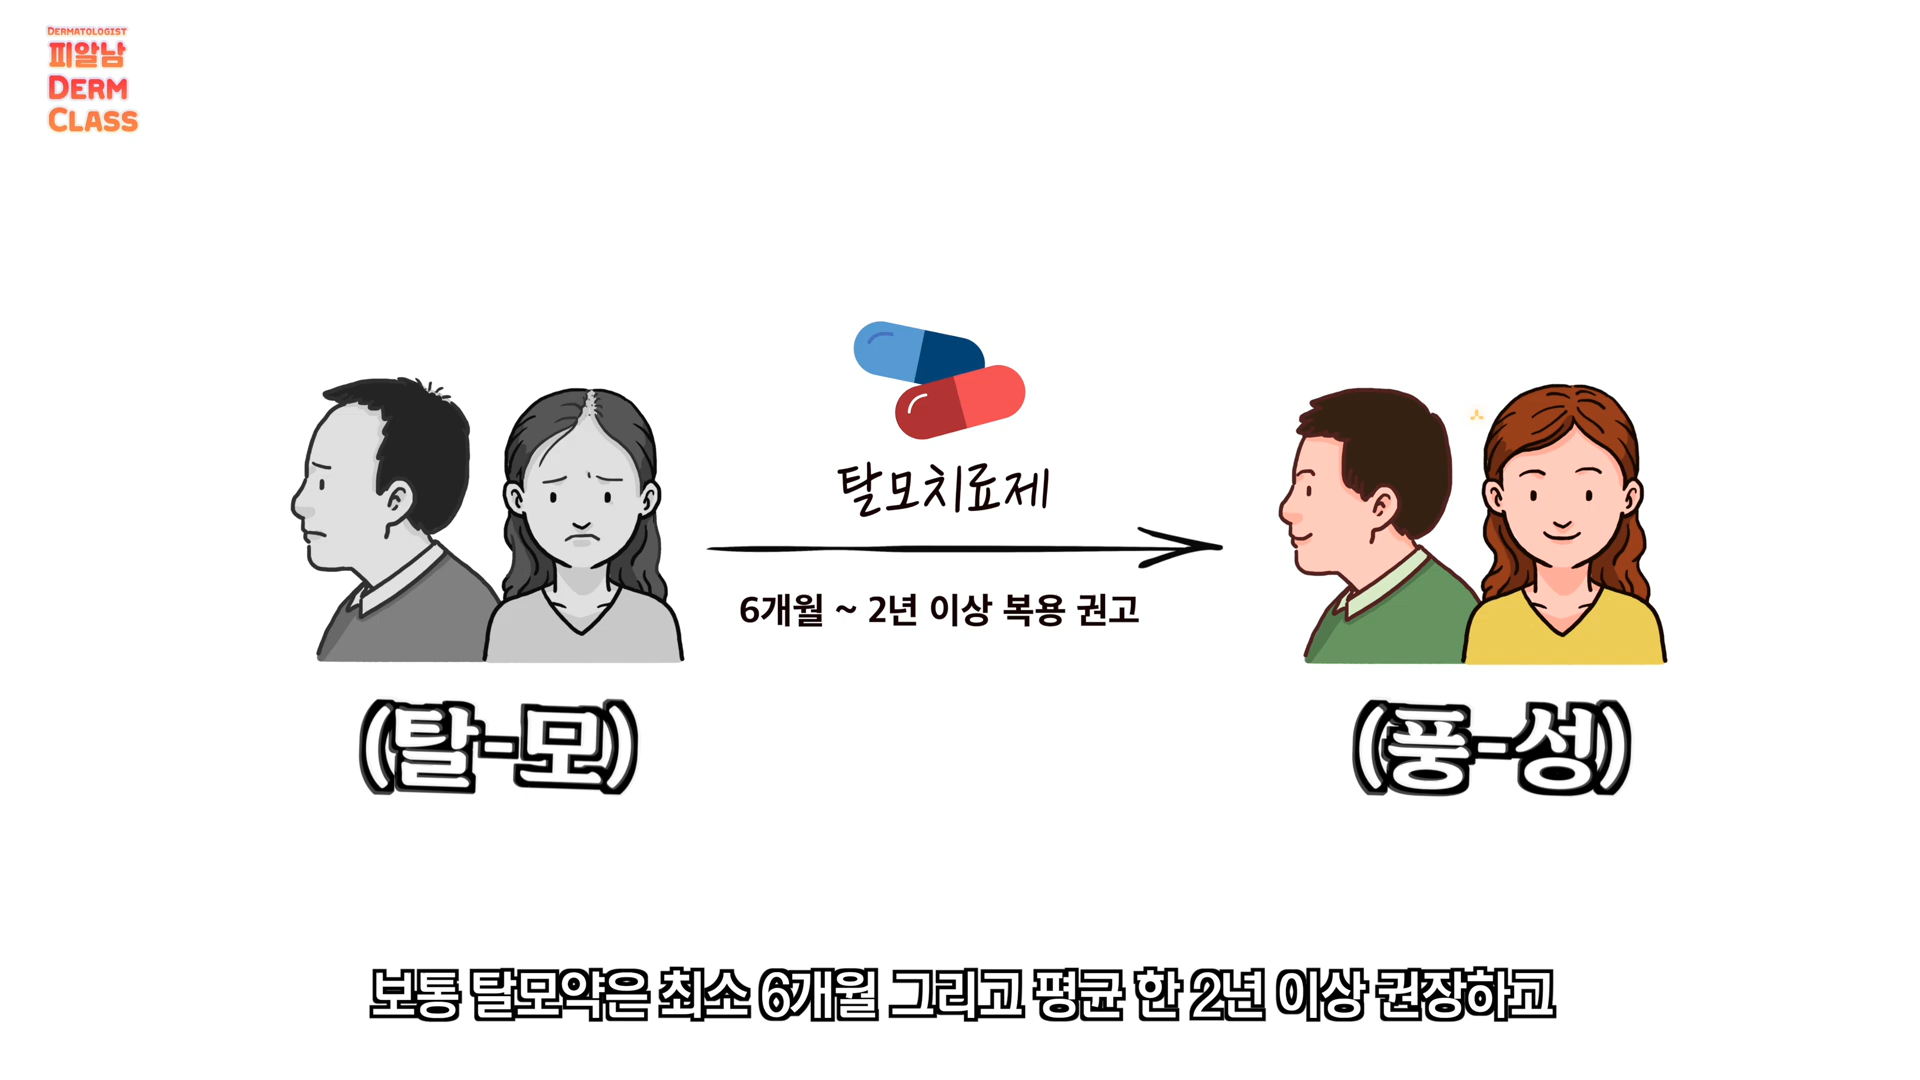 DERMATOLOGIST
피알남
DERM
CLASS
탈모치료제
6개월 ~ 2년 이상 복용 권고
(탈-모)
(풍-성)
보통 탈모약은 최소 6개월 그리고 평균 한 2년 이상 권장하고